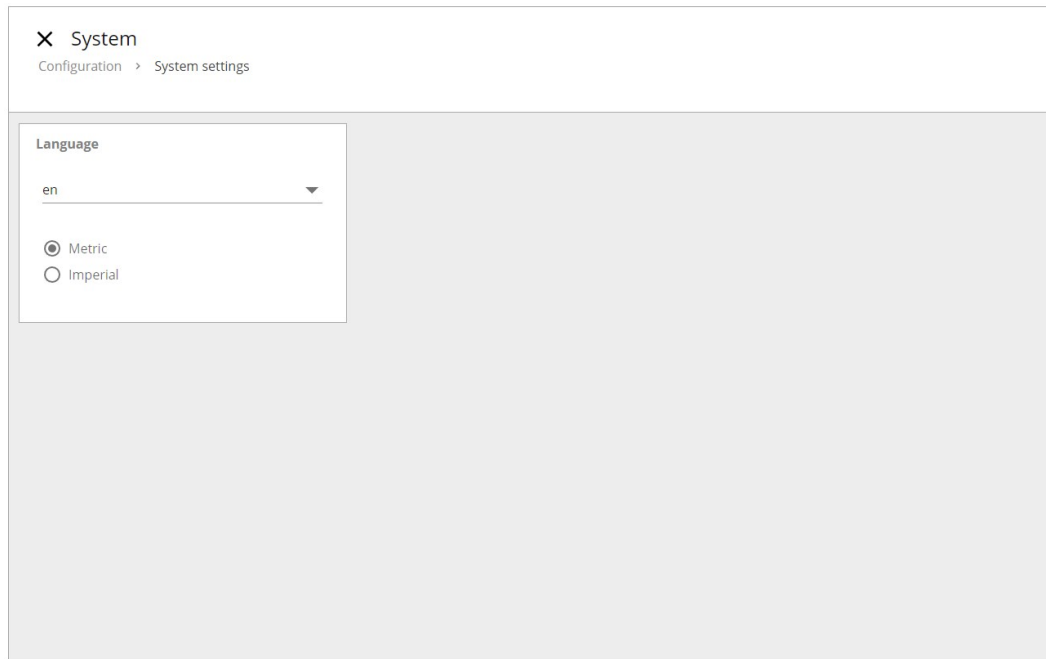 System
Configuration > System settings
Language
en
Metric
Imperial